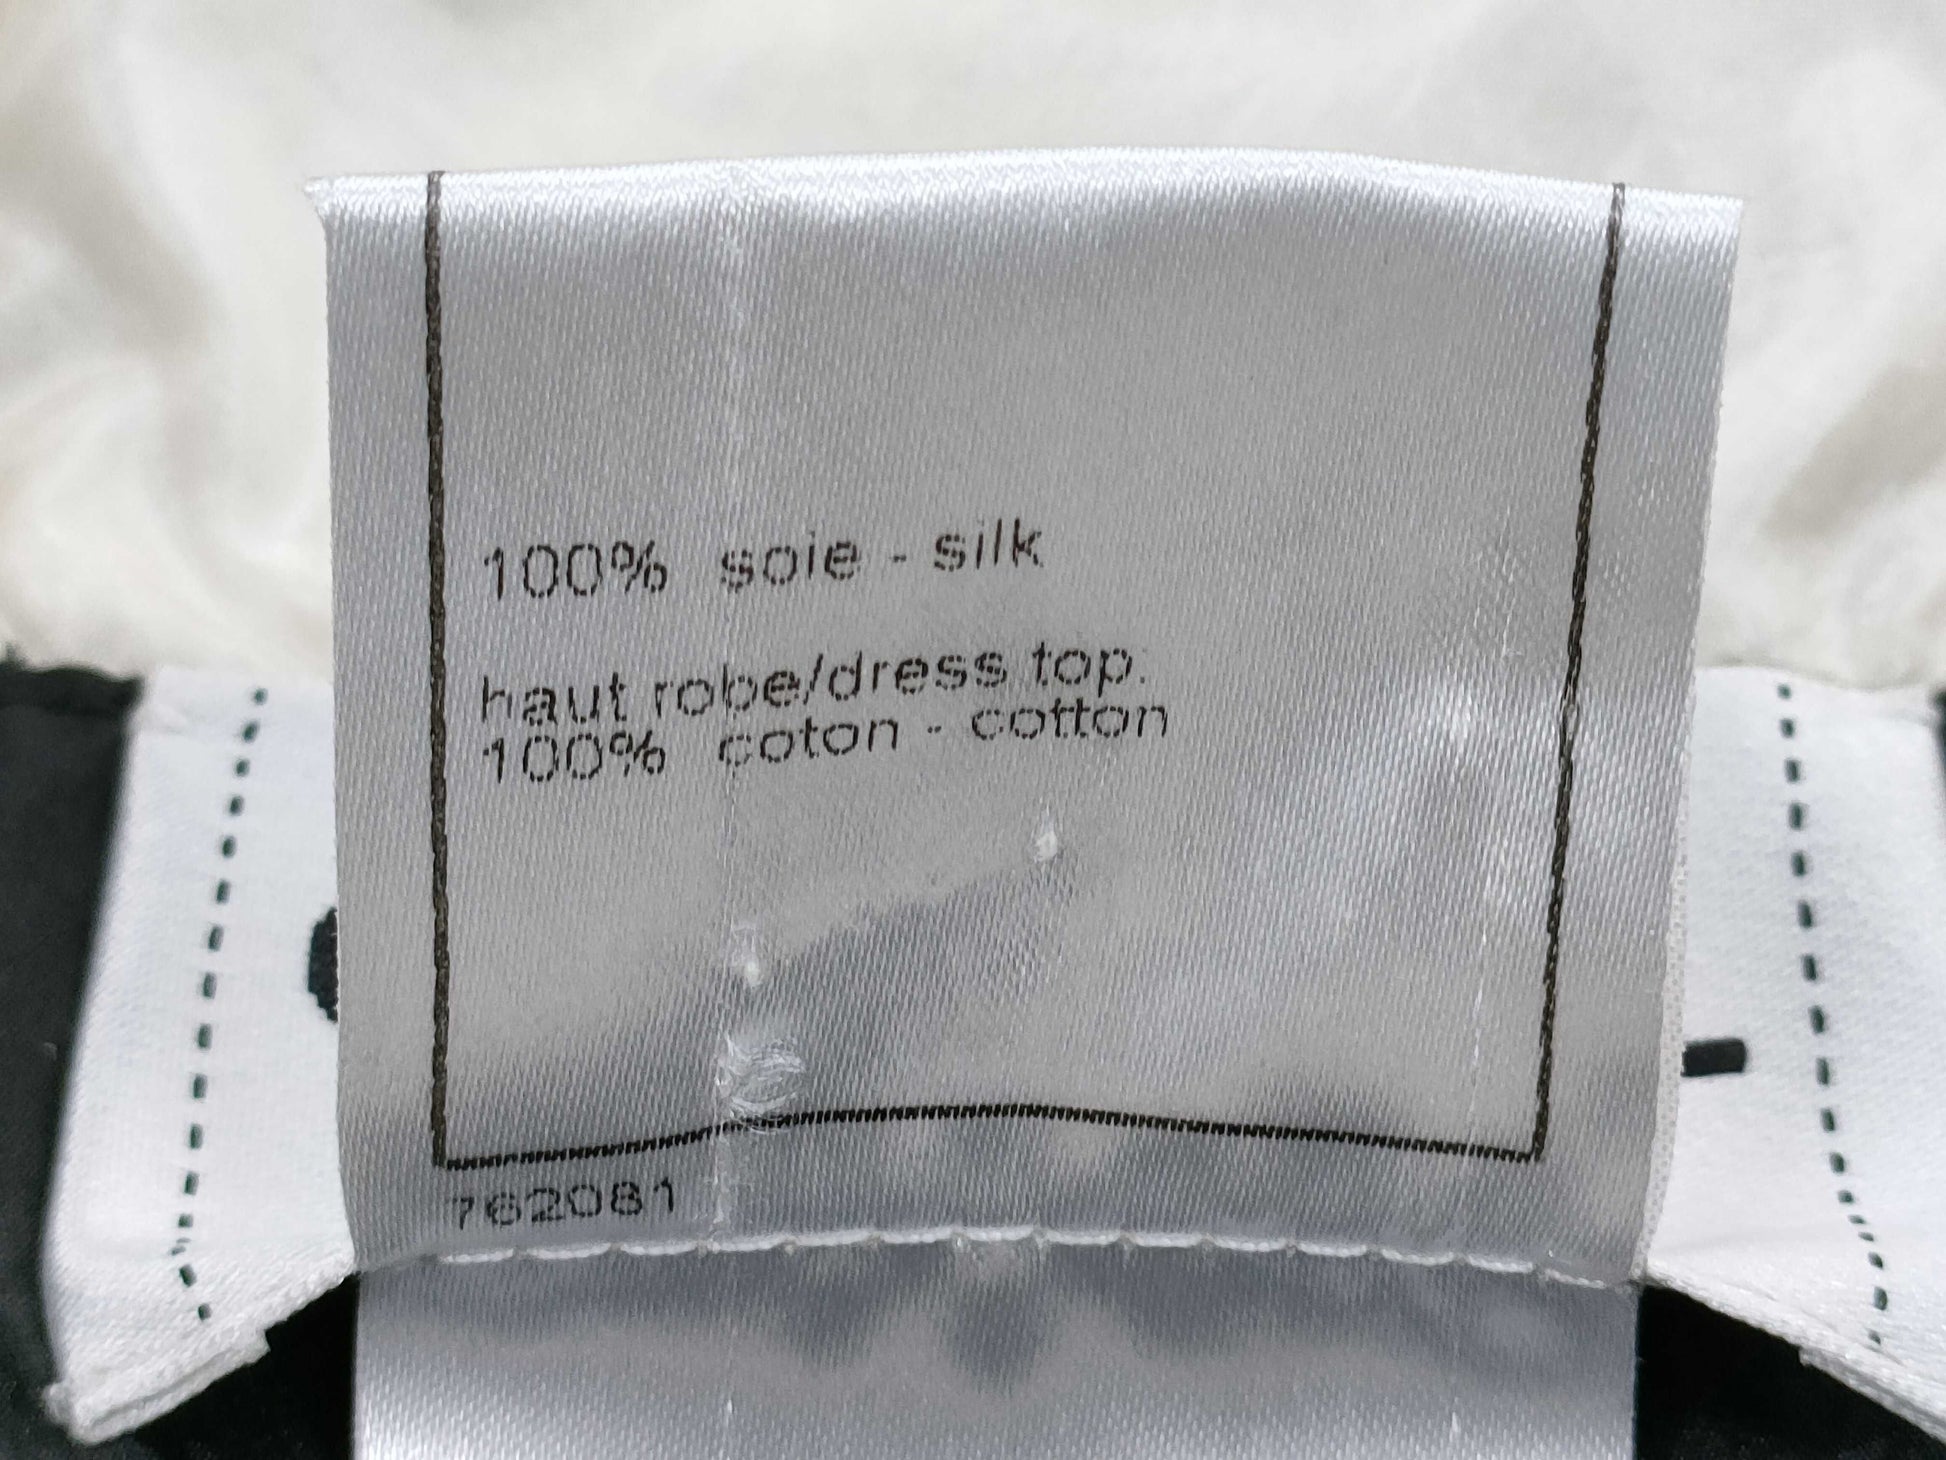 100% soie - silk
haut robe/dress top:
100% coton - cotton
762081